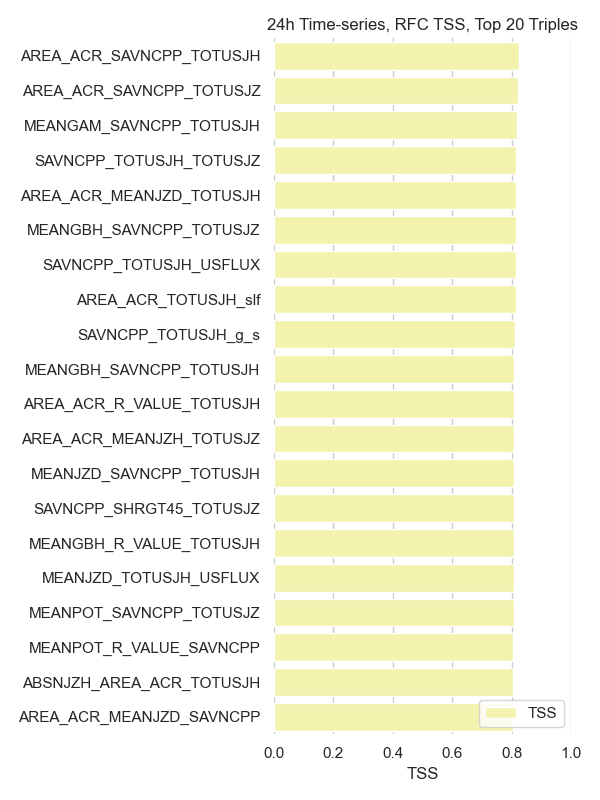 24h Time-series, RFC TSS, Top 20 Triples
AREA_ACR_SAVNCPP_TOTUSJH
AREA_ACR_SAVNCPP_TOTUSJZ
MEANGAM_SAVNCPP_TOTUSJH
SAVNCPP_TOTUSJH_TOTUSJZ
AREA_ACR_MEANJZD_TOTUSJH
MEANGBH_SAVNCPP_TOTUSJZ
SAVNCPP_TOTUSJH_USFLUX
AREA_ACR_TOTUSJH_slf
SAVNCPP_TOTUSJH_g_s
MEANGBH_SAVNCPP_TOTUSJH
AREA_ACR_R_VALUE_TOTUSJH
AREA_ACR_MEANJZH_TOTUSJZ
MEANJZD_SAVNCPP_TOTUSJH
SAVNCPP_SHRGT45_TOTUSJZ
MEANGBH_R_VALUE_TOTUSJH
MEANJZD_TOTUSJH_USFLUX
MEANPOT_SAVNCPP_TOTUSJZ
MEANPOT_R_VALUE_SAVNCPP
ABSNJZH_AREA_ACR_TOTUSJH
AREA_ACR_MEANJZD_SAVNCPP
TSS
0.0 0.2 0.4 0.6 0.8 1.0
TSS